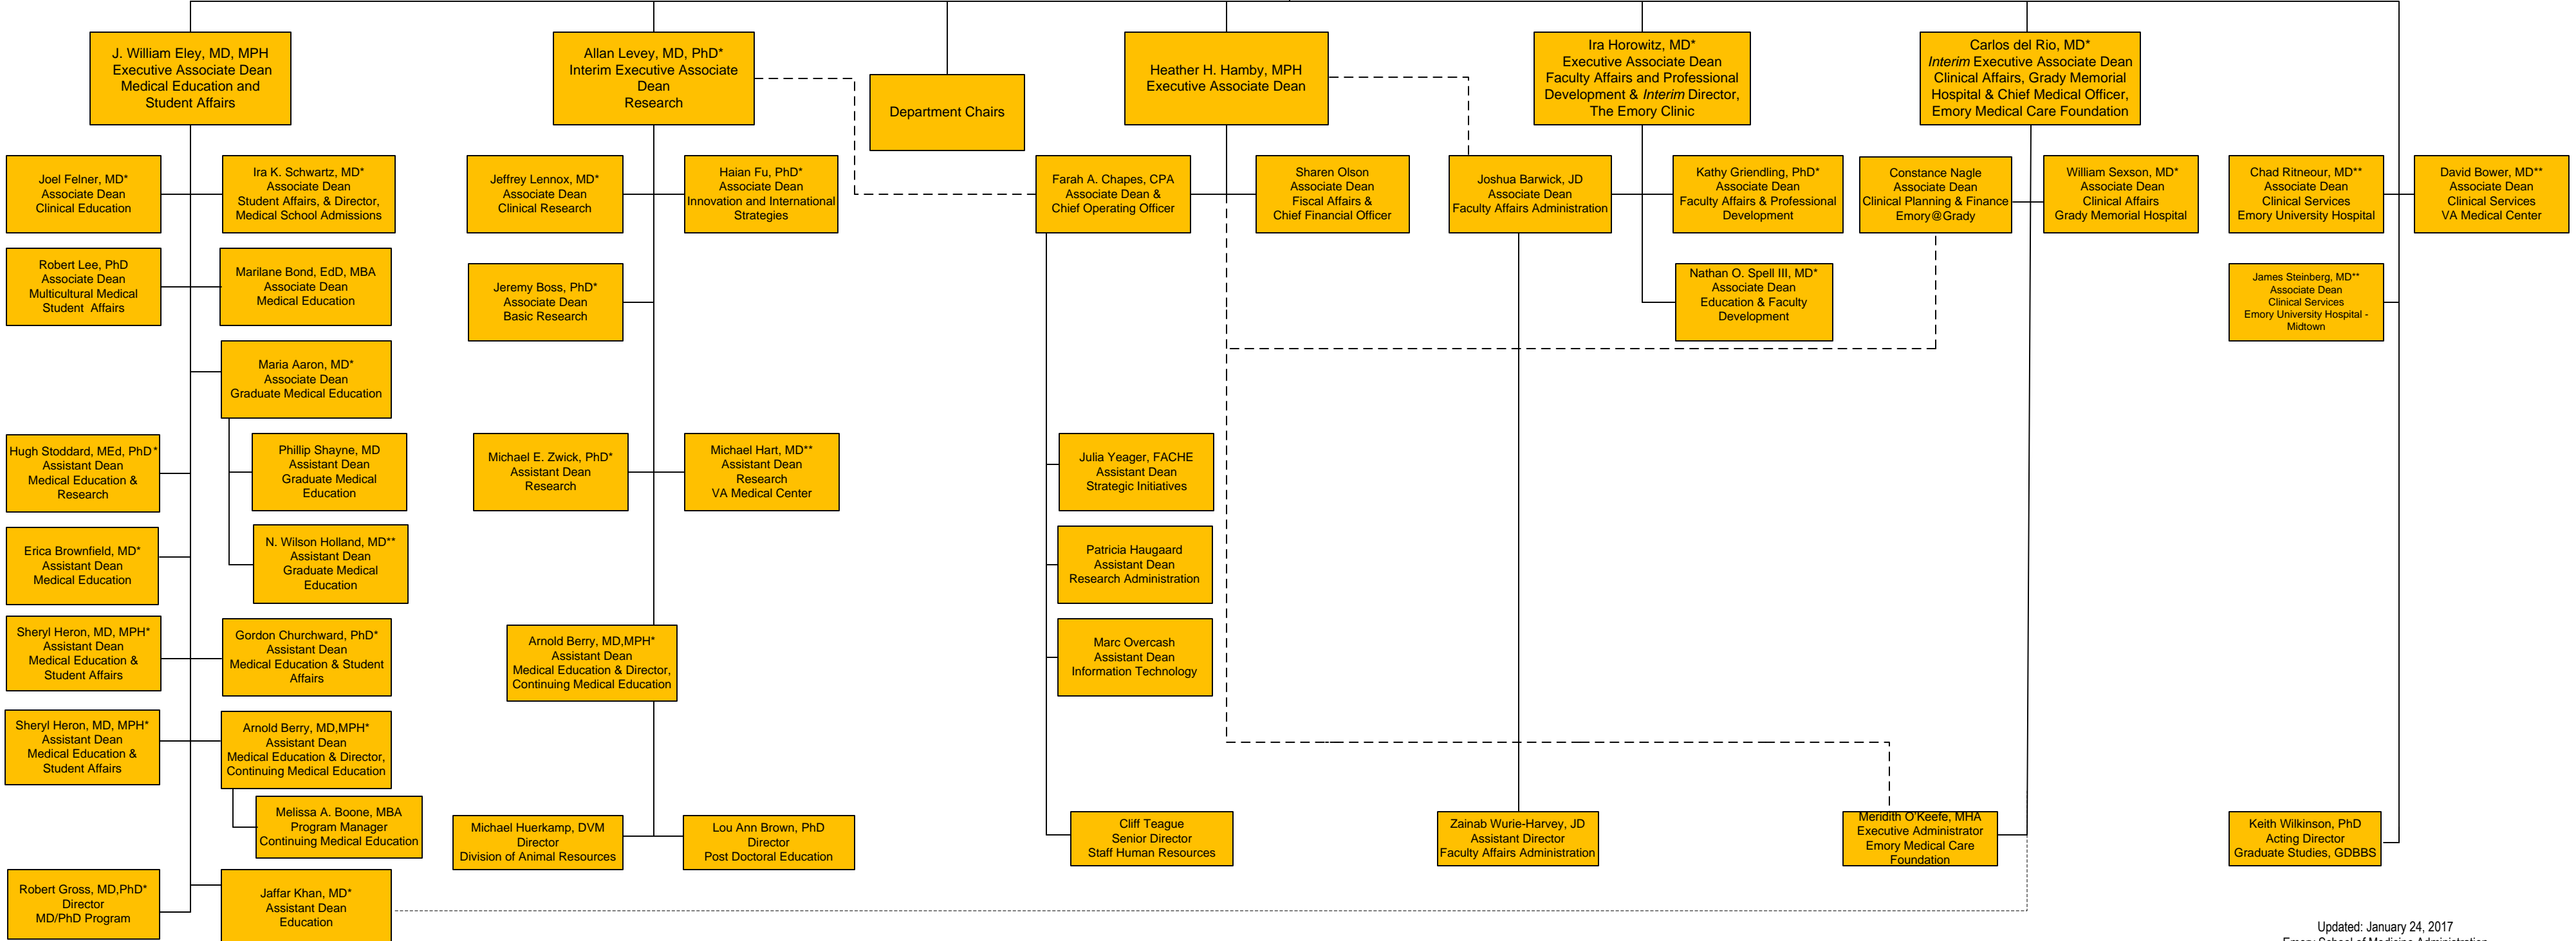 J. William Eley, MD, MPH
Executive Associate Dean
Medical Education and
Student Affairs
Allan Levey, MD, PhD*
Interim Executive Associate
Dean
Research
Department Chairs
Heather H. Hamby, MPH
Executive Associate Dean
Ira Horowitz, MD*
Executive Associate Dean
Faculty Affairs and Professional
Development & Interim Director,
The Emory Clinic
Carlos del Rio, MD*
Interim Executive Associate Dean
Clinical Affairs, Grady Memorial
Hospital & Chief Medical Officer,
Emory Medical Care Foundation
Joel Felner, MD*
Associate Dean
Clinical Education
Ira K. Schwartz, MD*
Associate Dean
Student Affairs, & Director,
Medical School Admissions
Jeffrey Lennox, MD*
Associate Dean
Clinical Research
Haian Fu, PhD*
Associate Dean
Innovation and International
Strategies
Farah A. Chapes, CPA
Associate Dean &
Chief Operating Officer
Sharen Olson
Associate Dean
Fiscal Affairs &
Chief Financial Officer
Joshua Barwick, JD
Associate Dean
Faculty Affairs Administration
Kathy Griendling, PhD*
Associate Dean
Faculty Affairs & Professional
Development
Constance Nagle
Associate Dean
Clinical Planning & Finance
Emory@Grady
William Sexson, MD*
Associate Dean
Clinical Affairs
Grady Memorial Hospital
Chad Ritneour, MD**
Associate Dean
Clinical Services
Emory University Hospital
David Bower, MD**
Associate Dean
Clinical Services
VA Medical Center
Robert Lee, PhD
Associate Dean
Multicultural Medical
Student Affairs
Marilane Bond, EdD, MBA
Associate Dean
Medical Education
Jeremy Boss, PhD*
Associate Dean
Basic Research
Nathan O. Spell III, MD*
Associate Dean
Education & Faculty
Development
James Steinberg, MD**
Associate Dean
Clinical Services
Emory University Hospital -
Midtown
Maria Aaron, MD*
Associate Dean
Graduate Medical Education
Hugh Stoddard, MEd, PhD*
Assistant Dean
Medical Education &
Research
Phillip Shayne, MD
Assistant Dean
Graduate Medical
Education
Michael E. Zwick, PhD*
Assistant Dean
Research
Michael Hart, MD**
Assistant Dean
Research
VA Medical Center
Julia Yeager, FACHE
Assistant Dean
Strategic Initiatives
Erica Brownfield, MD*
Assistant Dean
Medical Education
N. Wilson Holland, MD**
Assistant Dean
Graduate Medical
Education
Patricia Haugaard
Assistant Dean
Research Administration
Sheryl Heron, MD, MPH*
Assistant Dean
Medical Education &
Student Affairs
Gordon Churchward, PhD*
Assistant Dean
Medical Education & Student
Affairs
Arnold Berry, MD,MPH*
Assistant Dean
Medical Education & Director,
Continuing Medical Education
Marc Overcash
Assistant Dean
Information Technology
Sheryl Heron, MD, MPH*
Assistant Dean
Medical Education &
Student Affairs
Arnold Berry, MD,MPH*
Assistant Dean
Medical Education & Director,
Continuing Medical Education
Melissa A. Boone, MBA
Program Manager
Continuing Medical Education
Michael Huerkamp, DVM
Director
Division of Animal Resources
Lou Ann Brown, PhD
Director
Post Doctoral Education
Cliff Teague
Senior Director
Staff Human Resources
Zainab Wurie-Harvey, JD
Assistant Director
Faculty Affairs Administration
Meridith O'Keefe, MHA
Executive Administrator
Emory Medical Care
Foundation
Keith Wilkinson, PhD
Acting Director
Graduate Studies, GDBBS
Robert Gross, MD,PhD*
Director
MD/PhD Program
Jaffar Khan, MD*
Assistant Dean
Education
Updated: January 24, 2017
Emory School of Medicine Administration